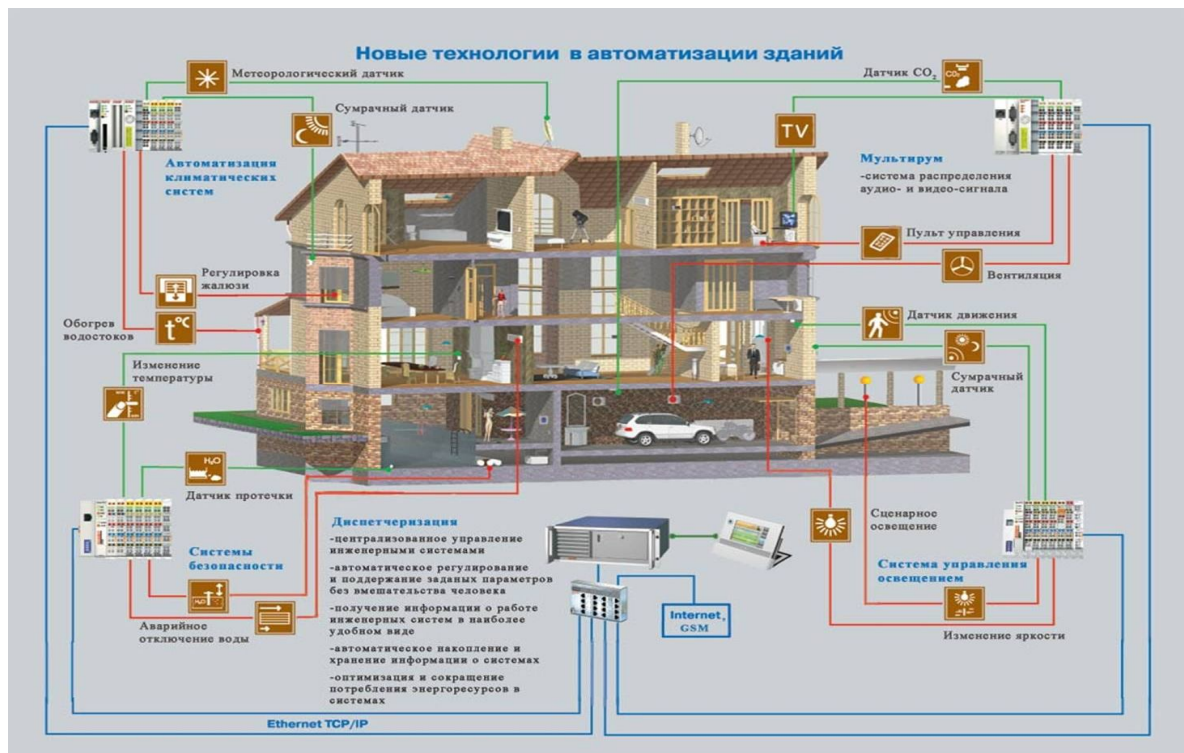 Новые технологии в автоматизации зданий
Метеорологический датчик
Сумрачный датчик
Автоматизация
климатических
систем
Регулировка
жалюзи
t°C
Обогрев
водостоков
Изменение
температуры
H₂O
Датчик протечки
Системы
безопасности
Аварийное
отключение воды
Датчик CO₂
CO₂
TV
Мультирум
-система распределения
аудио- и видео-сигнала
Пульт управления
Вентиляция
Датчик движения
Сумрачный
датчик
Сценарное
освещение
Система управления
освещением
Изменение яркости
Диспетчеризация
-централизованное управление
инженерными системами
-автоматическое регулирование
и поддержание заданых параметров
без вмешательства человека
-получение информации о работе
инженерных систем в наиболее
удобном виде
-автоматическое накопление и
хранение информации о системах
-оптимизация и сокращение
потребления энергоресурсов в
системах
Internet,
GSM
Ethernet TCP/IP